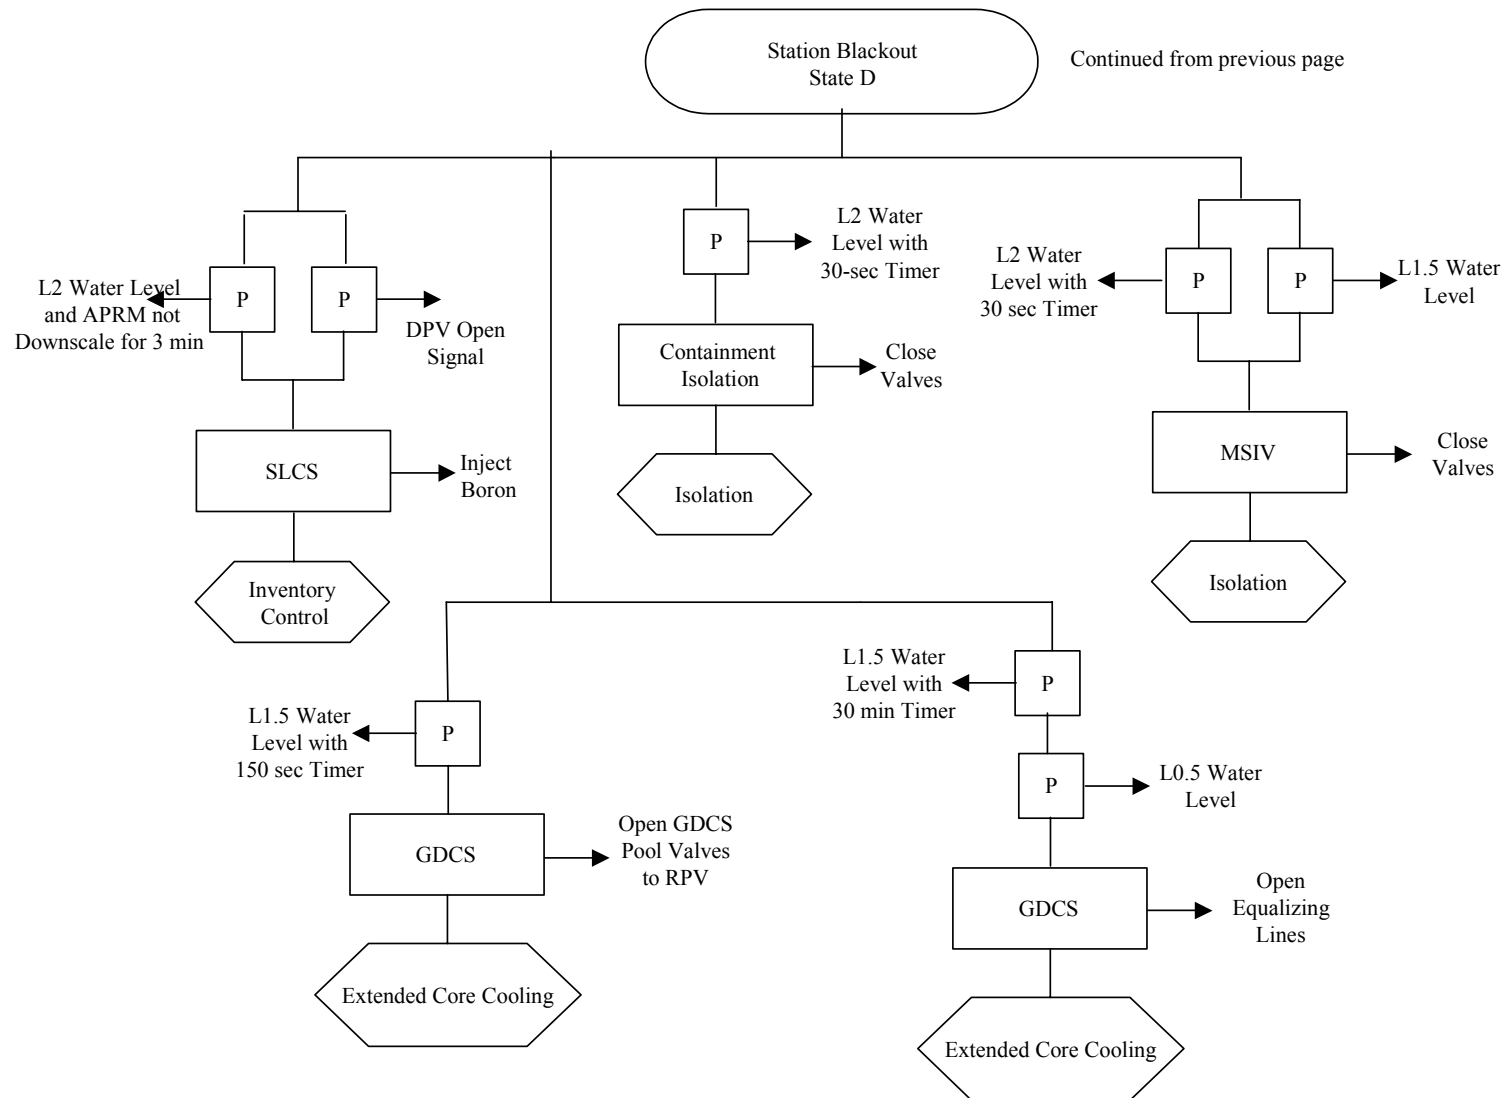 Station Blackout
State D
Continued from previous page
L2 Water Level
and APRM not
Downscale for 3 min
P
P
DPV Open
Signal
SLCS
Inject
Boron
Inventory
Control
P
L2 Water
Level with
30-sec Timer
Containment
Isolation
Close
Valves
Isolation
L2 Water
Level with
30 sec Timer
P
P
L1.5 Water
Level
MSIV
Close
Valves
Isolation
L1.5 Water
Level with
150 sec Timer
P
GDCS
Open GDCS
Pool Valves
to RPV
Extended Core Cooling
L1.5 Water
Level with
30 min Timer
P
P
L0.5 Water
Level
GDCS
Open
Equalizing
Lines
Extended Core Cooling